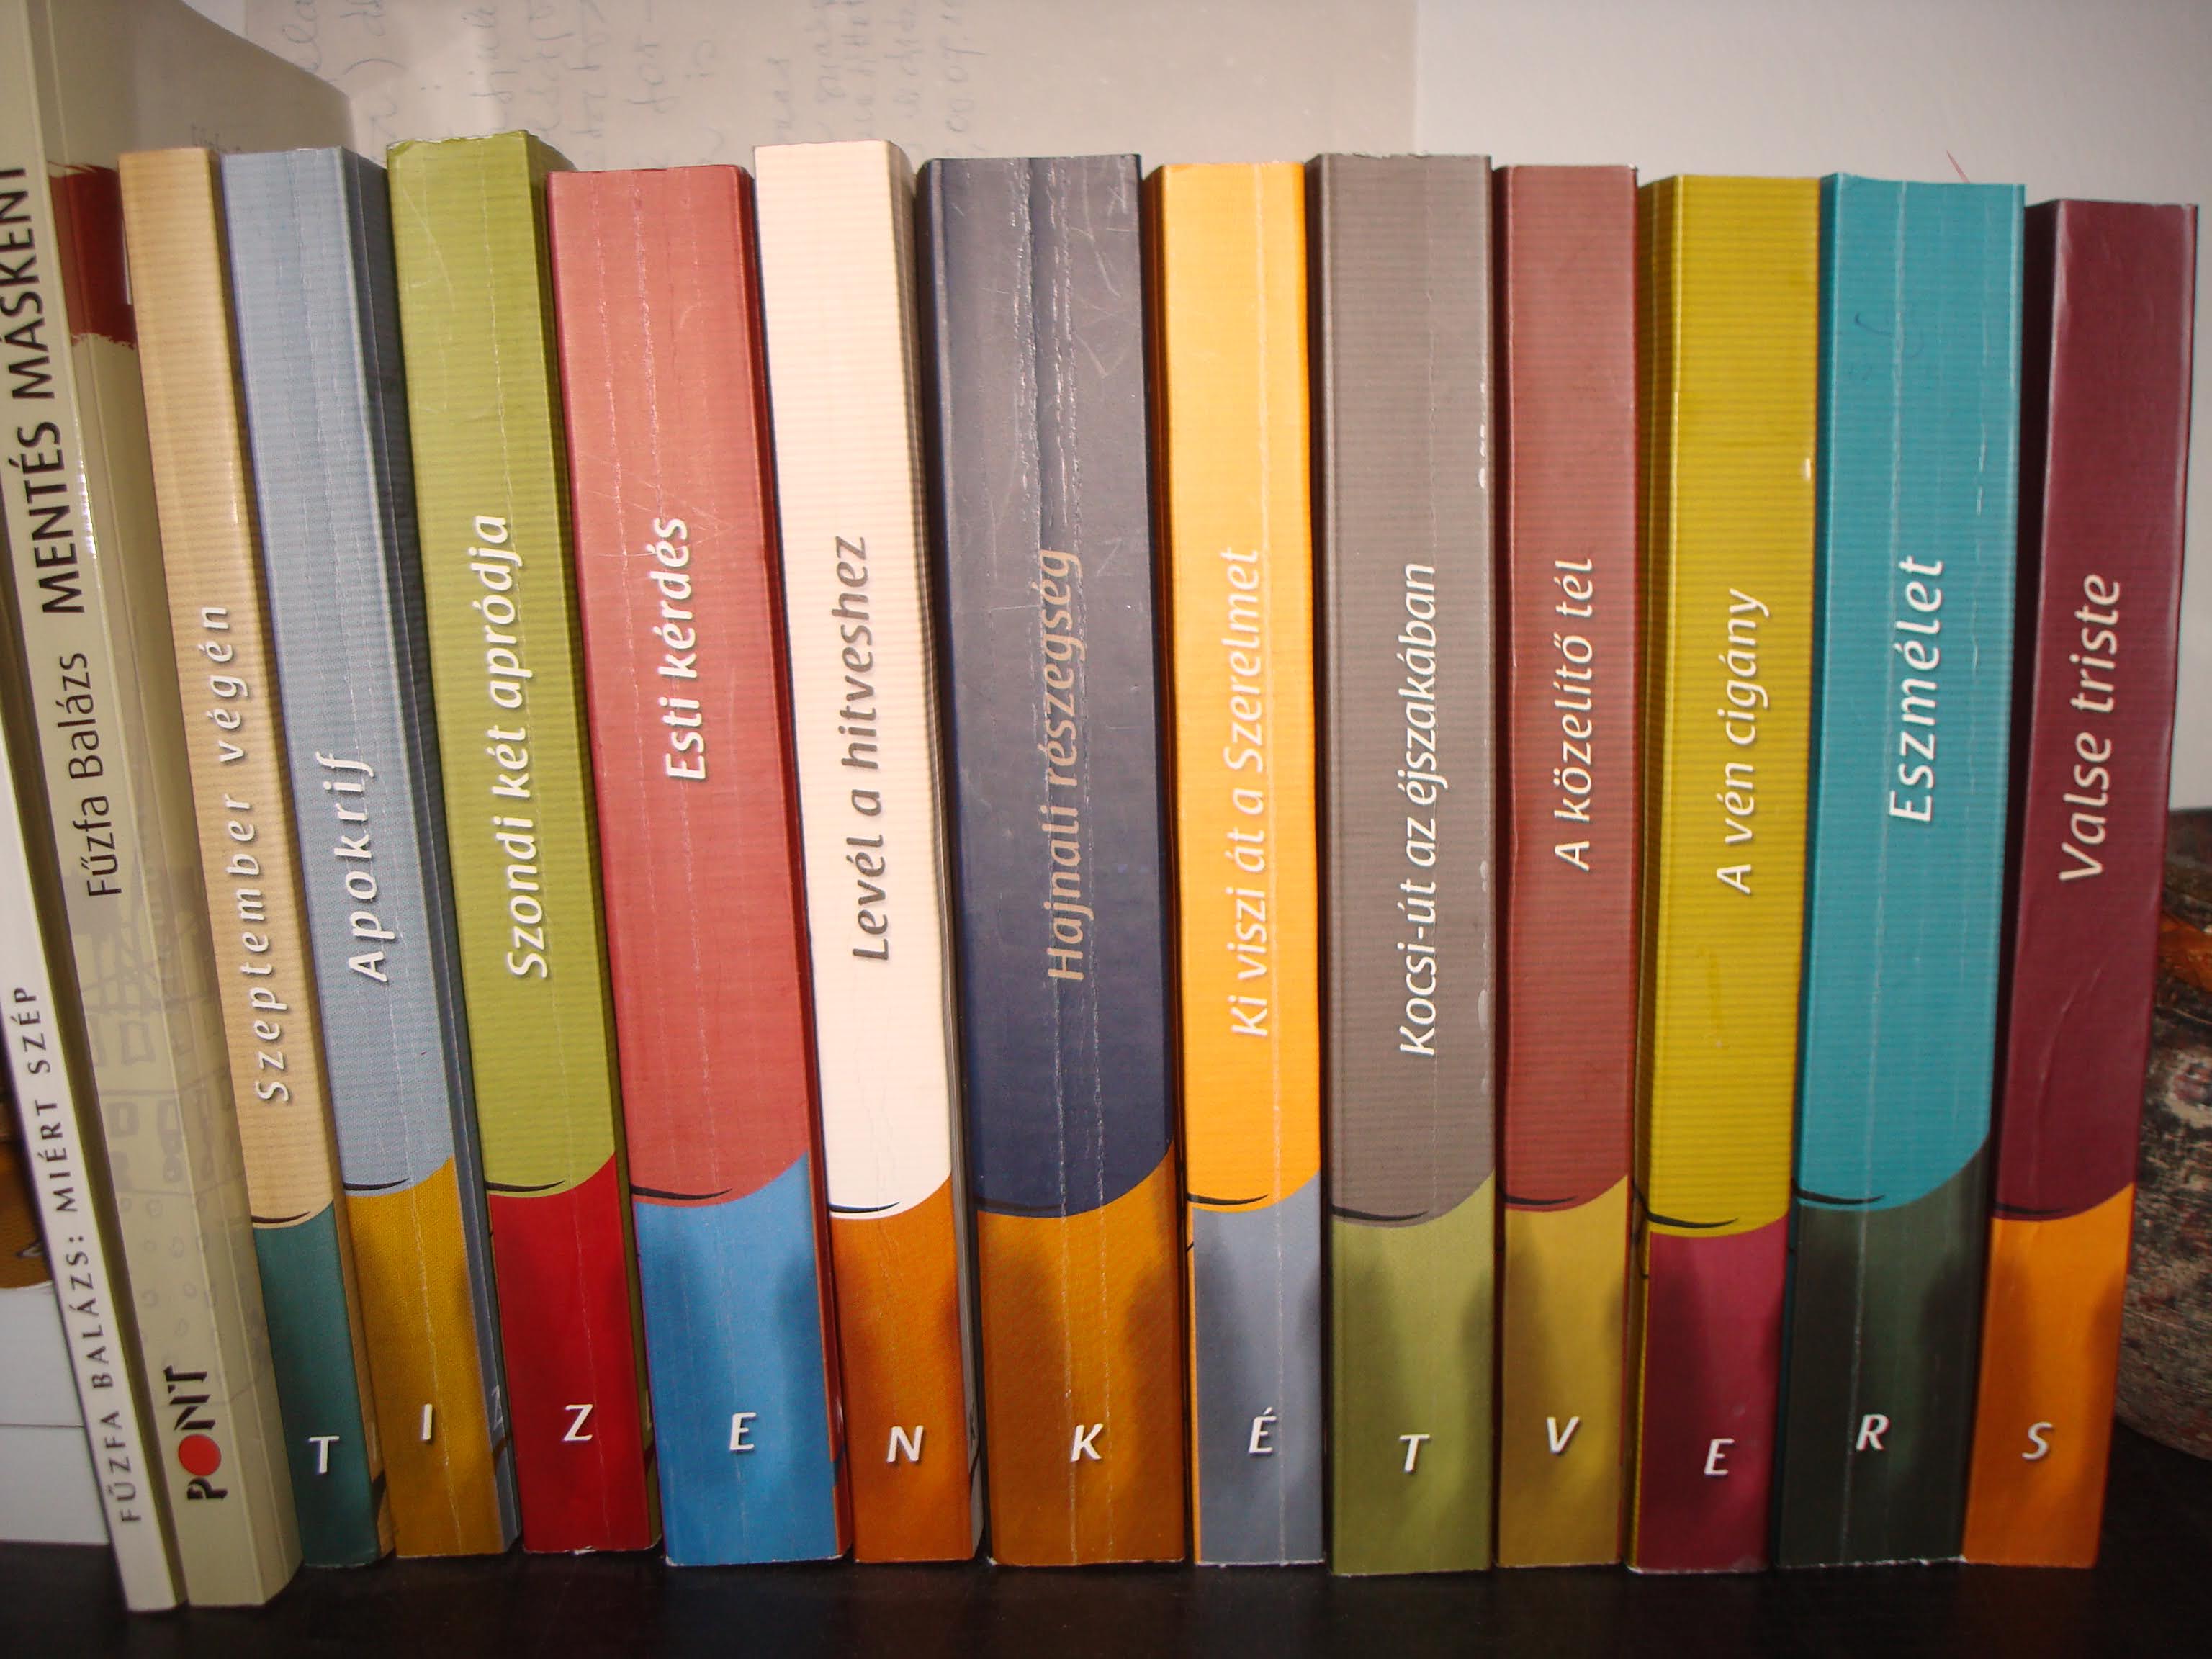 FŰZFA BALÁZS: MIÉRT SZÉP
Fűzfa Balázs MENTÉS MÁSKÉNT
PONT
Szeptember végén
T
Apokrif
I
Szondi két apródja
Z
Esti kérdés
E
Levél a hitveshez
N
Hajnali részegség
K
Ki viszi át a Szerelmet
É
Kocsi-út az éjszakában
T
A közelítő tél
V
A vén cigány
E
Eszmélet
R
Valse triste
S